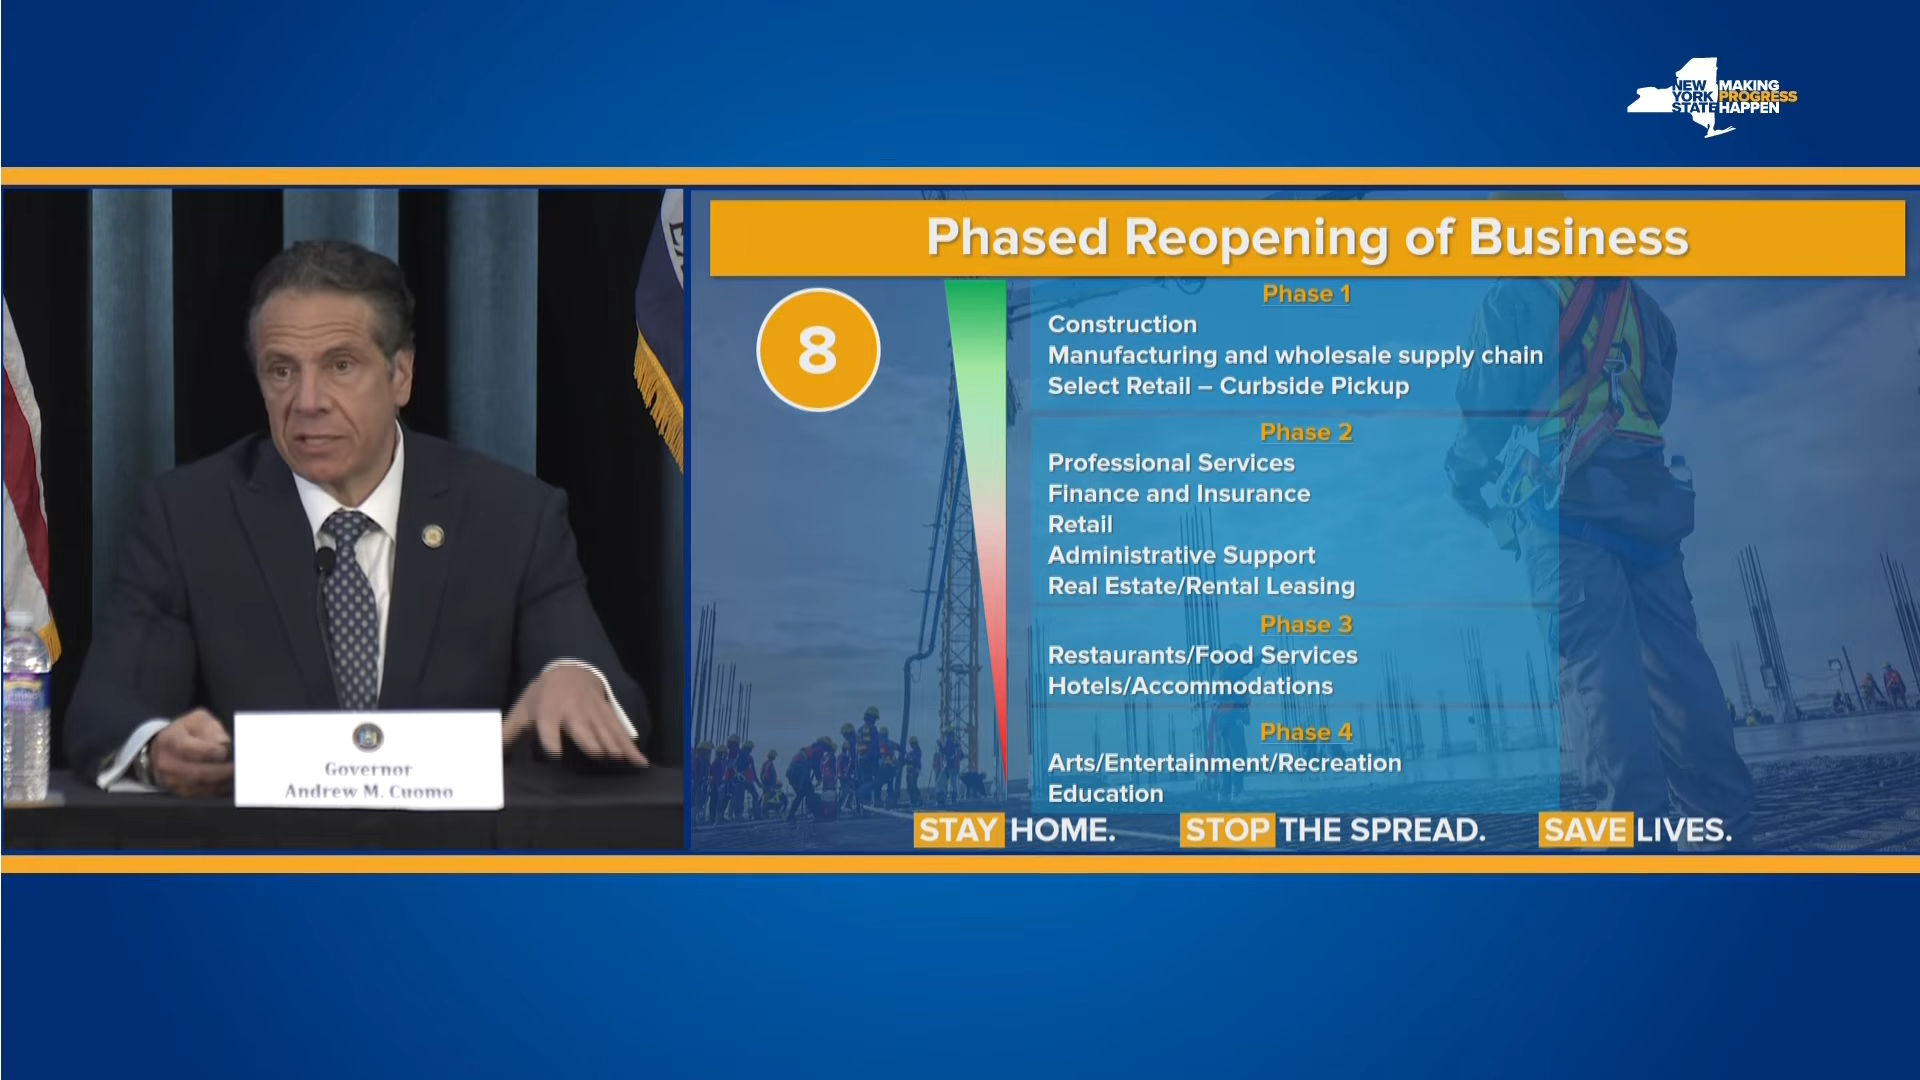 NEW YORK STATE
MAKING PROGRESS HAPPEN
Phased Reopening of Business
8
Phase 1
Construction
Manufacturing and wholesale supply chain
Select Retail – Curbside Pickup
Phase 2
Professional Services
Finance and Insurance
Retail
Administrative Support
Real Estate/Rental Leasing
Phase 3
Restaurants/Food Services
Hotels/Accommodations
Phase 4
Arts/Entertainment/Recreation
Education
STAY HOME. STOP THE SPREAD. SAVE LIVES.
Governor
Andrew M. Cuomo